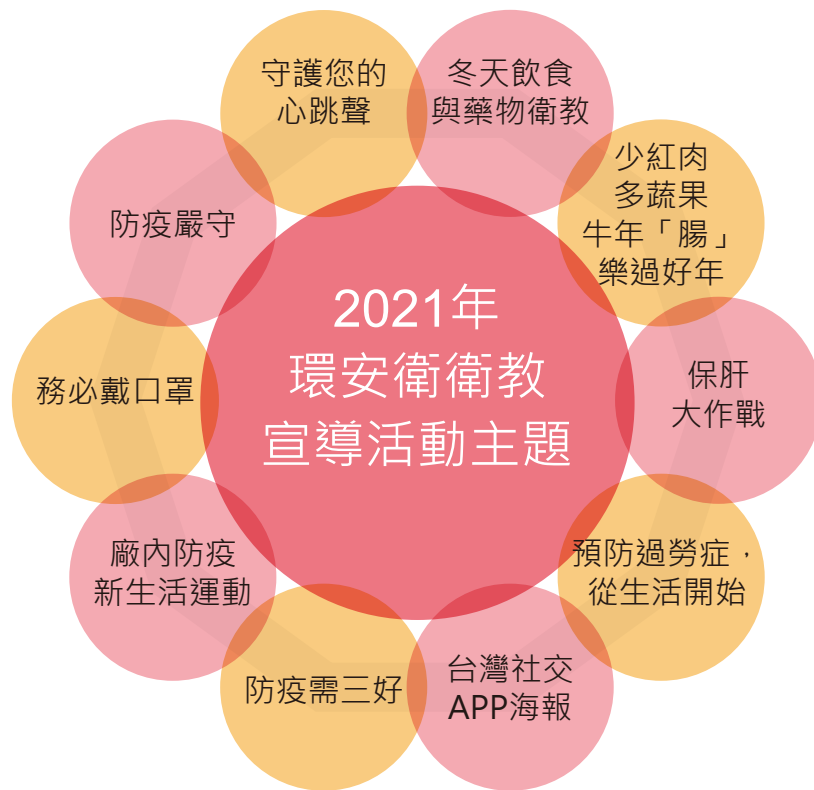 2021年
環安衛衛教
宣導活動主題
冬天飲食
與藥物衛教
少紅肉
多蔬果
牛年「腸」
樂過好年
保肝
大作戰
預防過勞症，
從生活開始
台灣社交
APP海報
防疫需三好
廠內防疫
新生活運動
務必戴口罩
防疫嚴守
守護您的
心跳聲